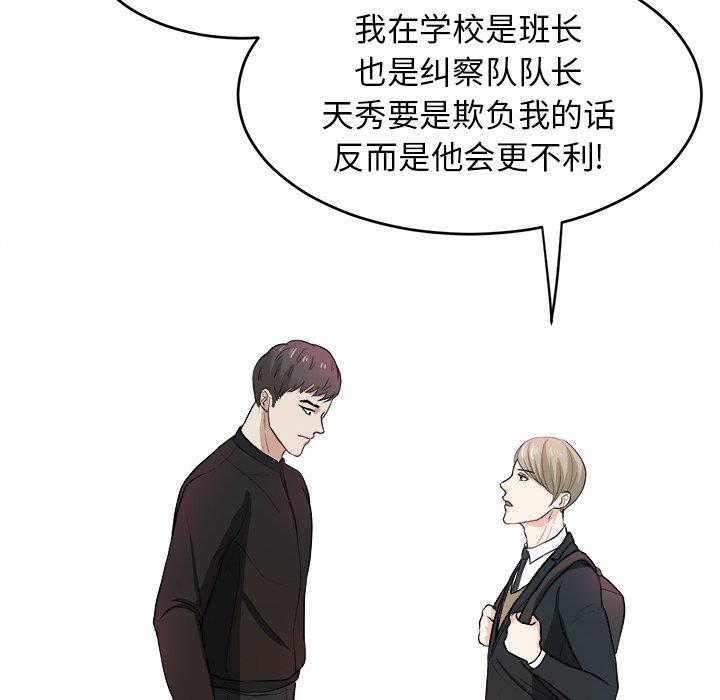 我在学校是班长
也是纠察队队长
天秀要是欺负我的话
反而是他会更不利!